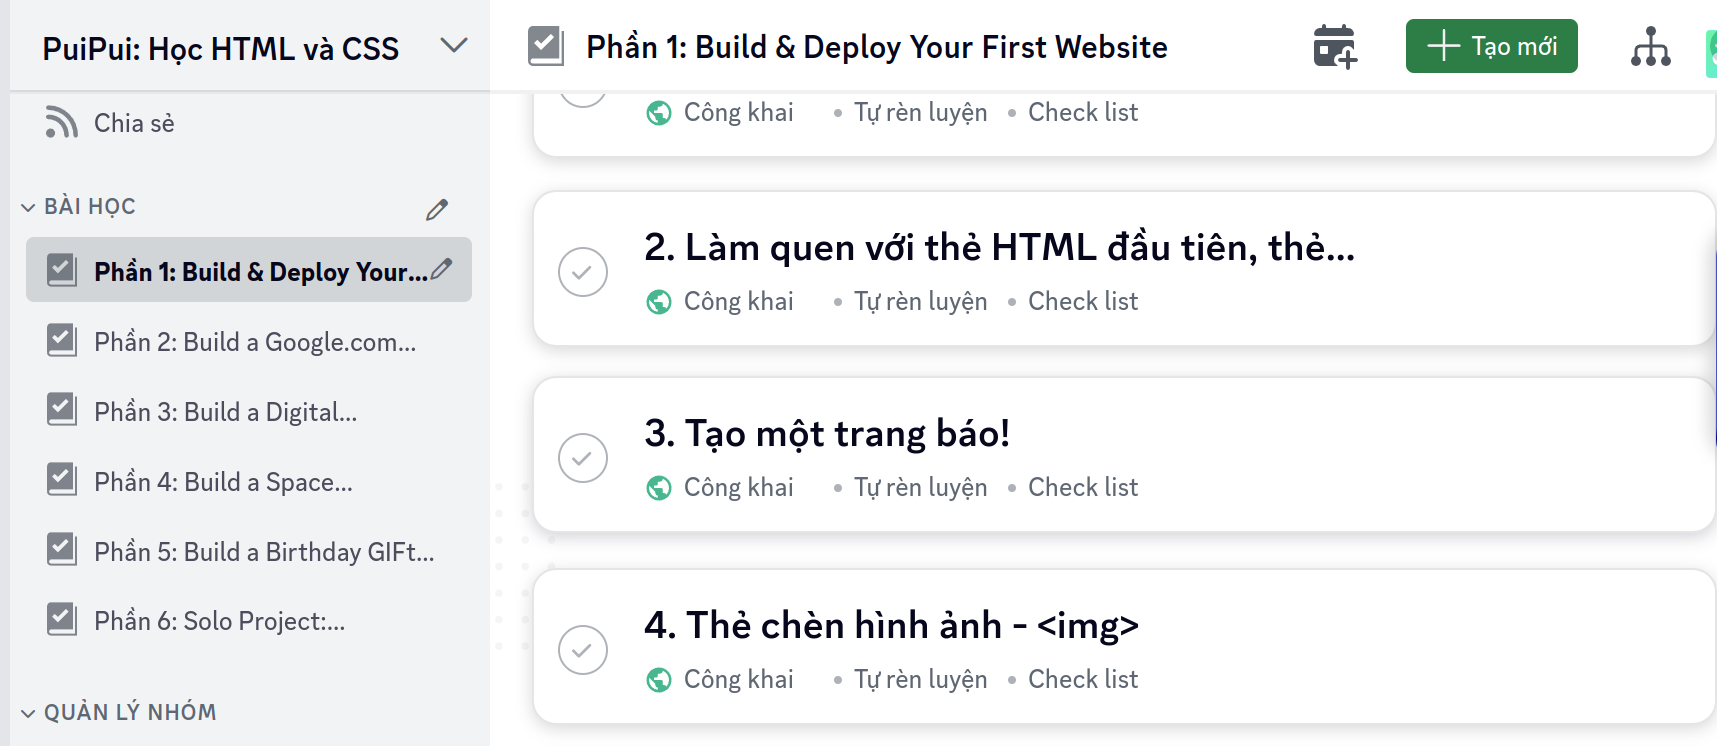 PuiPui: Học HTML và CSS
Chia sẻ
BÀI HỌC
Phần 1: Build & Deploy Your...
Phần 2: Build a Google.com...
Phần 3: Build a Digital...
Phần 4: Build a Space...
Phần 5: Build a Birthday GIFt...
Phần 6: Solo Project:...
QUẢN LÝ NHÓM
Phần 1: Build & Deploy Your First Website
Tạo mới
Công khai • Tự rèn luyện • Check list
2. Làm quen với thẻ HTML đầu tiên, thẻ...
Công khai • Tự rèn luyện • Check list
3. Tạo một trang báo!
Công khai • Tự rèn luyện • Check list
4. Thẻ chèn hình ảnh - <img>
Công khai • Tự rèn luyện • Check list